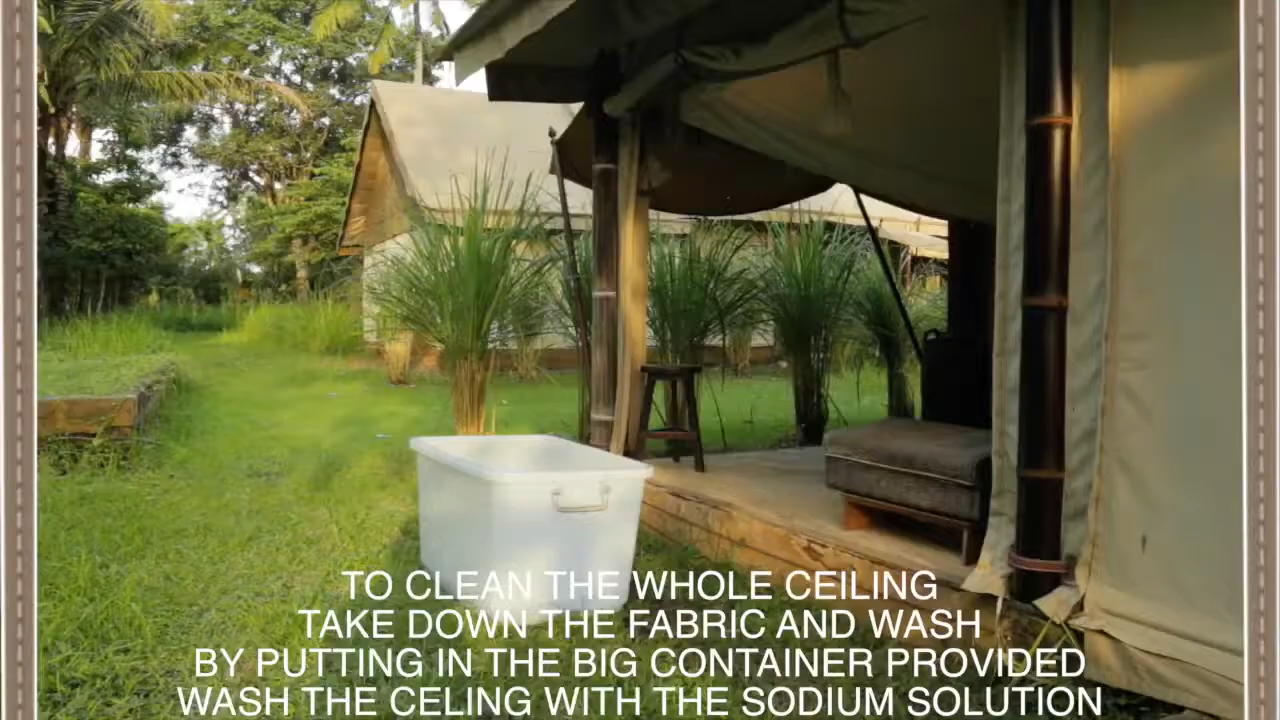 TO CLEAN THE WHOLE CEILING
TAKE DOWN THE FABRIC AND WASH
BY PUTTING IN THE BIG CONTAINER PROVIDED
WASH THE CELING WITH THE SODIUM SOLUTION